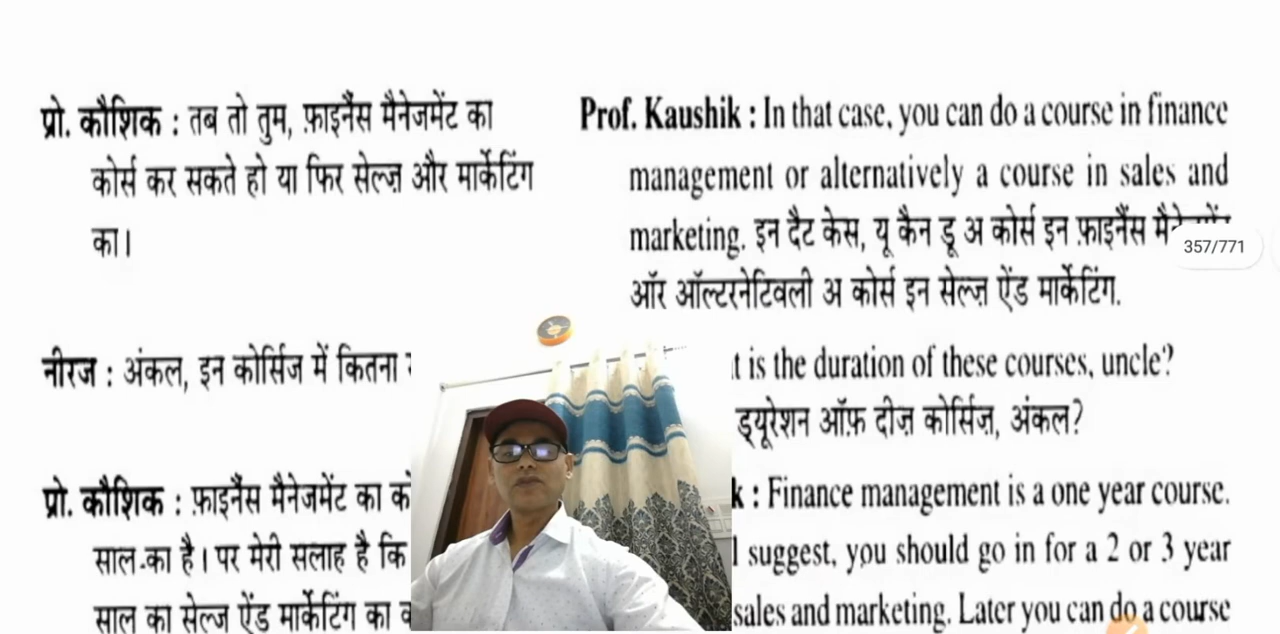 प्रो. कौशिक : तब तो तुम, फ़ाइनैंस मैनेजमेंट का
कोर्स कर सकते हो या फिर सेल्ज़ और मार्केटिंग
का।
नीरज : अंकल, इन कोर्सिज में कितना
प्रो. कौशिक : फ़ाइनैंस मैनेजमेंट का
साल-का है। पर मेरी सलाह है कि
साल का सेल्ज़ ऐंड मार्केटिंग का
Prof. Kaushik : In that case, you can do a course in finance
management or alternatively a course in sales and
marketing. इन दैट केस, यू कैन डू अ कोर्स इन फ़ाइनैंस
ऑर ऑल्टरनेटिवली अ कोर्स इन सेल्ज़ ऐंड मार्केटिंग.
is the duration of these courses, uncle?
ड्यूरेशन ऑफ़ दीज़ कोर्सिज़, अंकल?
: Finance management is a one year course.
I suggest, you should go in for a 2 or 3 year
sales and marketing. Later you can do a course
357/771